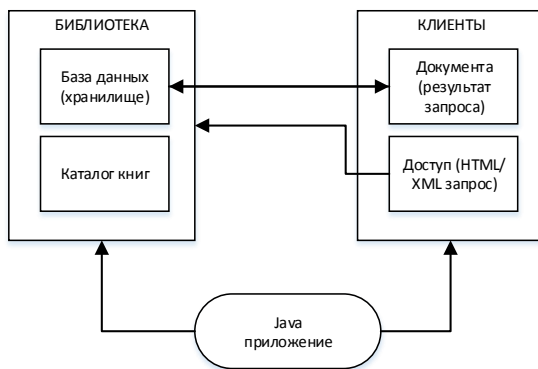 БИБЛИОТЕКА
База данных
(хранилище)
Каталог книг
КЛИЕНТЫ
Документа
(результат
запроса)
Доступ (HTML/
XML запрос)
Java
приложение